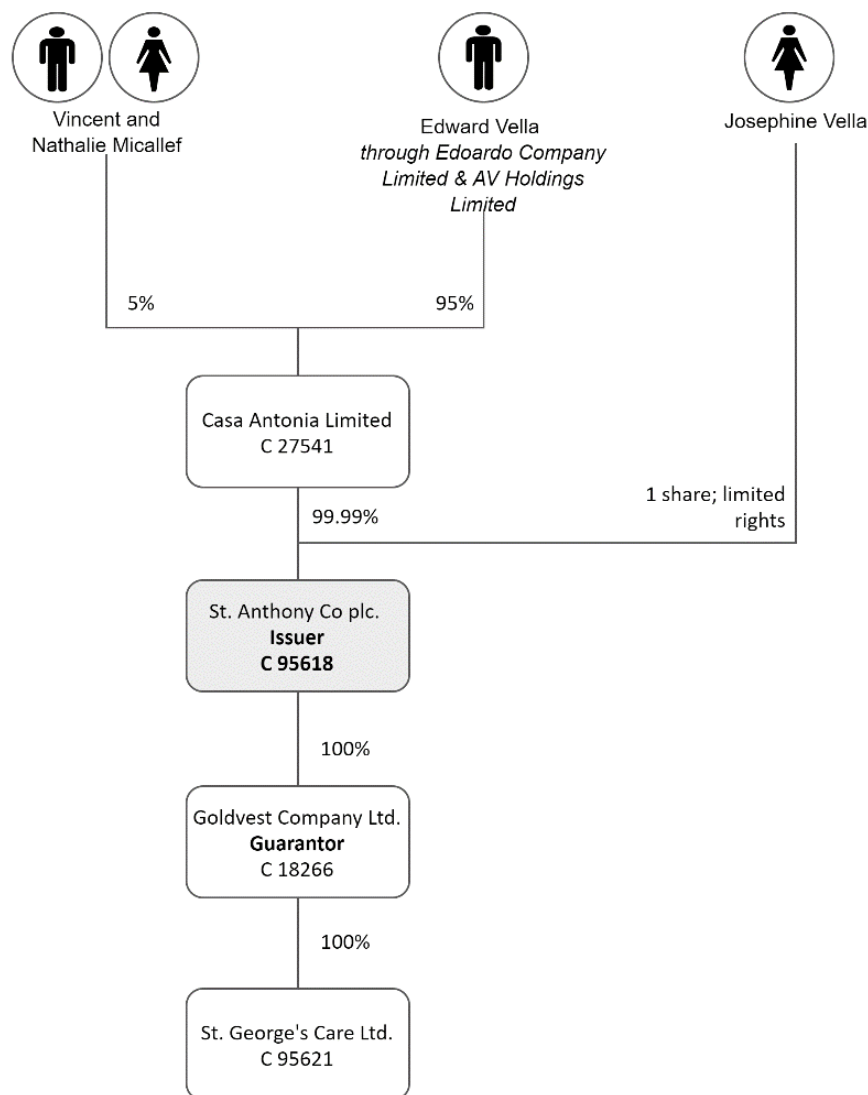 Vincent and
Nathalie Micallef
Edward Vella
through Edoardo Company
Limited & AV Holdings
Limited
Josephine Vella
5%
95%
Casa Antonia Limited
C 27541
99.99%
1 share; limited
rights
St. Anthony Co plc.
Issuer
C 95618
100%
Goldvest Company Ltd.
Guarantor
C 18266
100%
St. George's Care Ltd.
C 95621